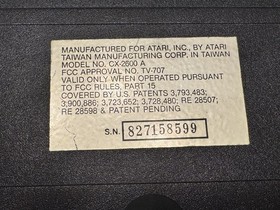 MANUFACTURED FOR ATARI, INC., BY ATARI
TAIWAN MANUFACTURING CORP. IN TAIWAN
MODEL NO. CX-2600 A
FCC APPROVAL NO. TV-707
VALID ONLY WHEN OPERATED PURSUANT
TO FCC RULES, PART 15
COVERED BY U.S. PATENTS 3,793,483;
3,900,886; 3,723,652; 3,728,480; RE 28507;
RE 28598 & PATENT PENDING
S.N. 827158599